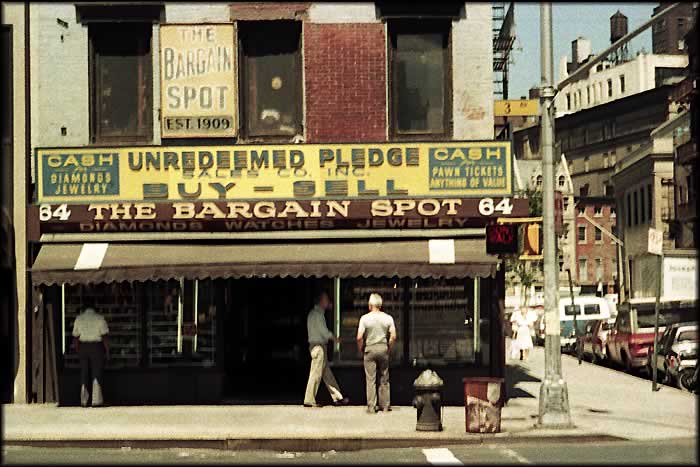 THE
BARGAIN
SPOT
EST. 1909
CASH
for
DIAMONDS
JEWELRY
UNREDEEMED PLEDGE
SALES CO. INC.
BUY - SELL
CASH
for
PAWN TICKETS
ANYTHING OF VALUE
64 THE BARGAIN SPOT 64
DIAMONDS WATCHES JEWELRY
3 AV